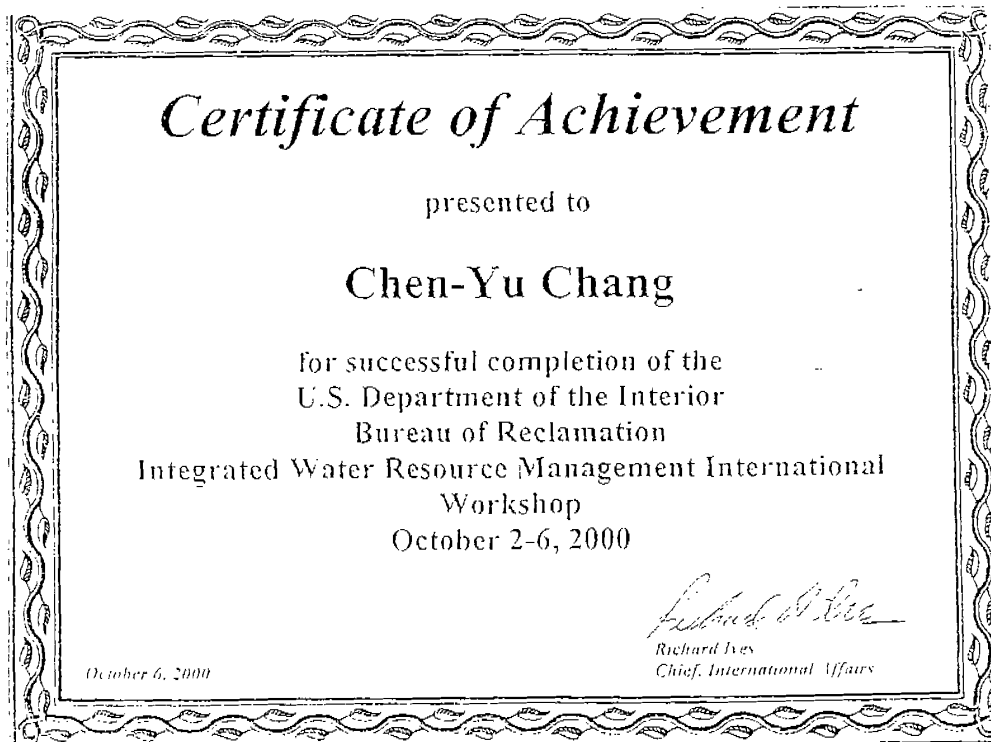 Certificate of Achievement
presented to
Chen-Yu Chang
for successful completion of the
U.S. Department of the Interior
Bureau of Reclamation
Integrated Water Resource Management International
Workshop
October 2-6, 2000
Richard Ives
Chief, International Affairs
October 6, 2000